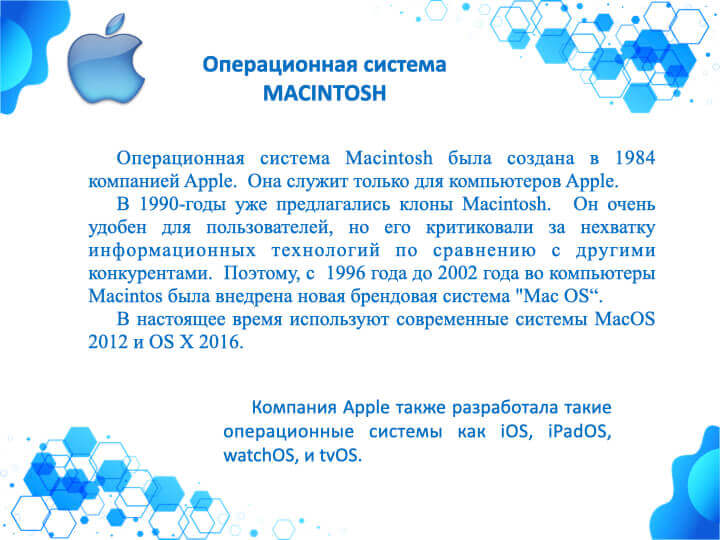 Операционная система
MACINTOSH
Операционная система Macintosh была создана в 1984
компанией Apple. Она служит только для компьютеров Apple.
В 1990-годы уже предлагались клоны Macintosh. Он очень
удобен для пользователей, но его критиковали за нехватку
информационных технологий по сравнению с другими
конкурентами. Поэтому, с 1996 года до 2002 года во компьютеры
Macintos была внедрена новая брендовая система "Mac OS“.
В настоящее время используют современные системы MacOS
2012 и OS X 2016.
Компания Apple также разработала такие
операционные системы как iOS, iPadOS,
watchOS, и tvOS.